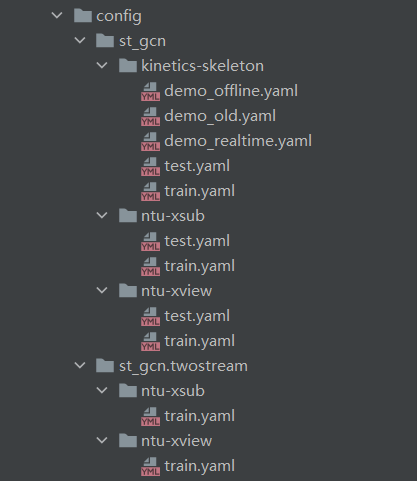 config
st_gcn
kinetics-skeleton
YML demo_offline.yaml
YML demo_old.yaml
YML demo_realtime.yaml
YML test.yaml
YML train.yaml
ntu-xsub
YML test.yaml
YML train.yaml
ntu-xview
YML test.yaml
YML train.yaml
st_gcn.twostream
ntu-xsub
YML train.yaml
ntu-xview
YML train.yaml